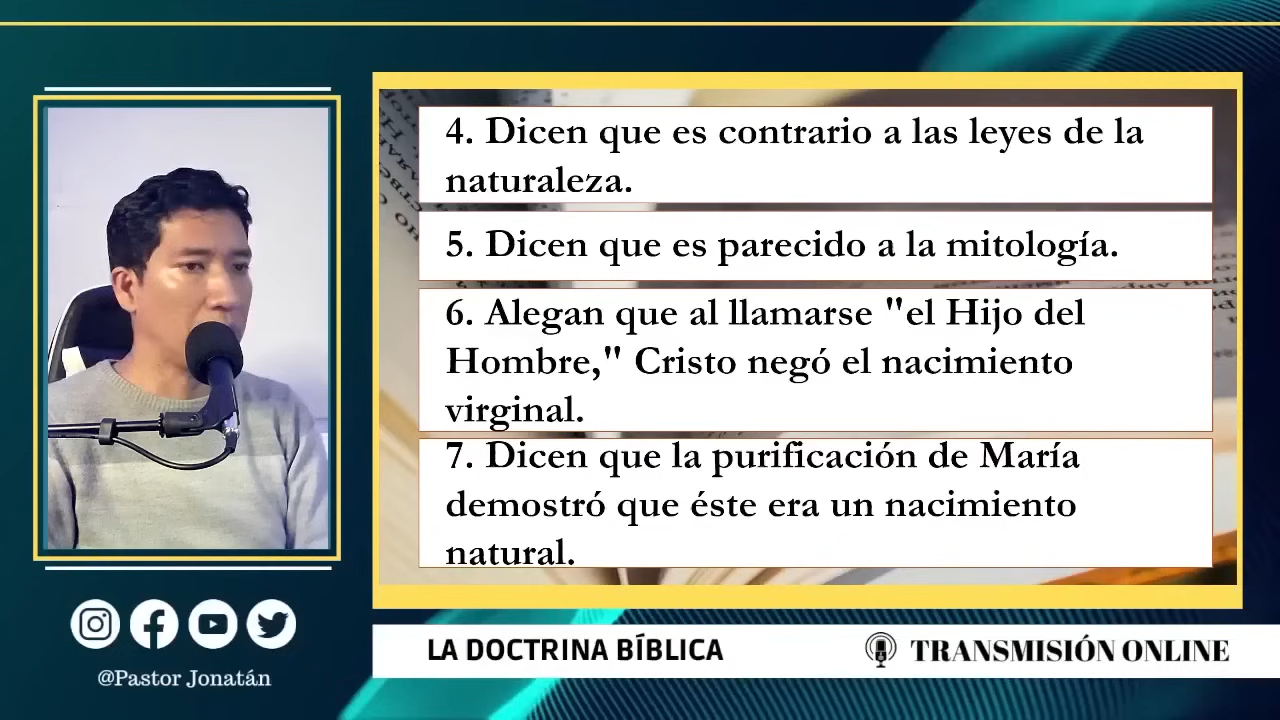 4. Dicen que es contrario a las leyes de la
naturaleza.
5. Dicen que es parecido a la mitología.
6. Alegan que al llamarse "el Hijo del
Hombre," Cristo negó el nacimiento
virginal.
7. Dicen que la purificación de María
demostró que éste era un nacimiento
natural.
@Pastor Jonatán
LA DOCTRINA BÍBLICA
TRANSMISIÓN ONLINE